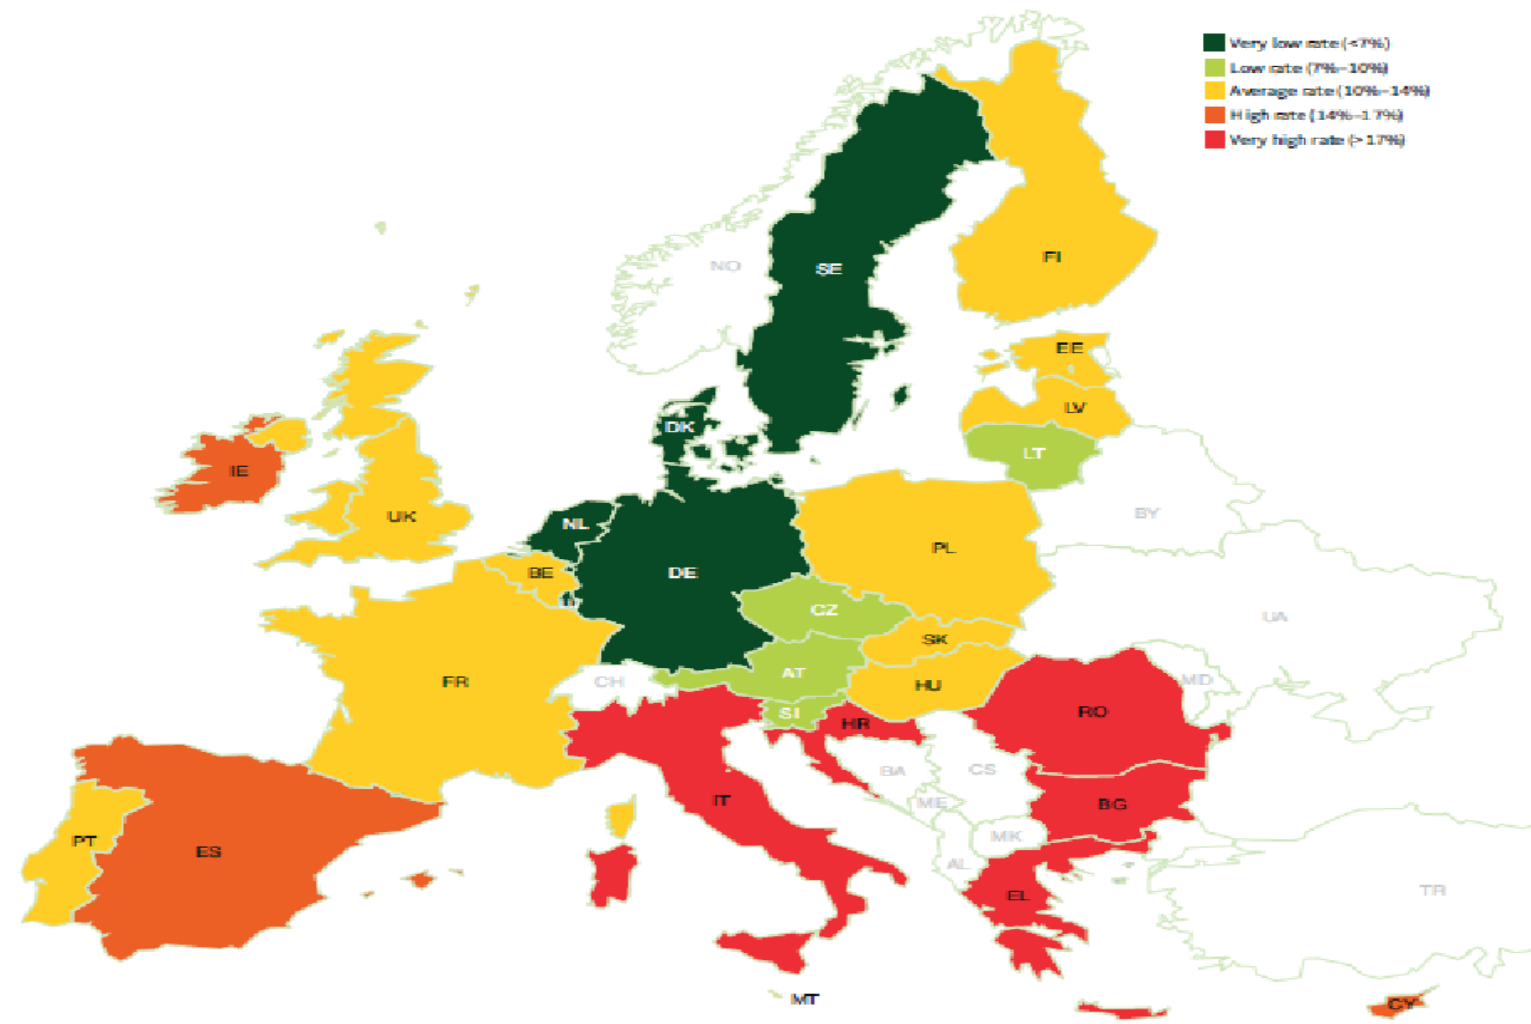 Very low rate (<7%)
Low rate (7%–10%)
Average rate (10%–14%)
High rate (14%–17%)
Very high rate (>17%)
NO
SE
FI
EE
LV
LT
DK
IE
UK
NL
BY
BE
DE
PL
LU
CZ
UA
SK
FR
CH
AT
HU
MD
SI
HR
RO
BA
CS
IT
ME
BG
PT
ES
MK
AL
EL
TR
MT
CY